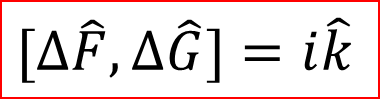 [ΔF̂, ΔĜ] = ik̂